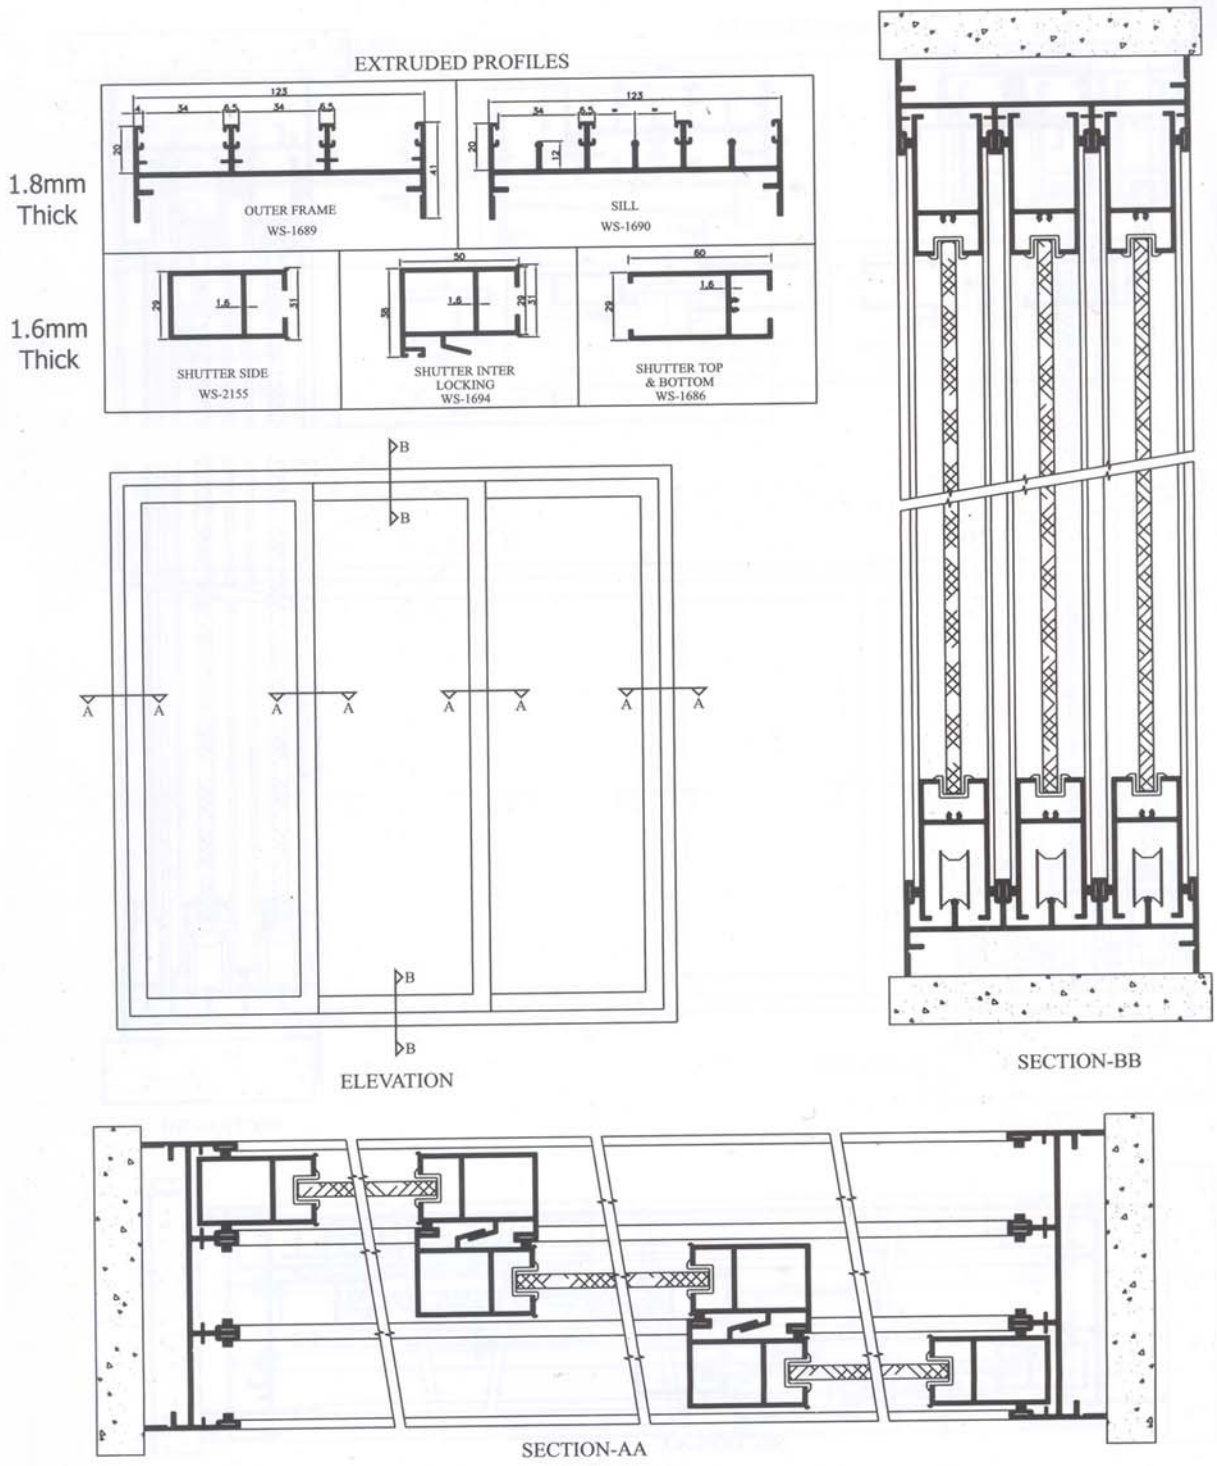 EXTRUDED PROFILES
1.8mm
Thick
123
4 34 6.5 34 6.5
20
41
OUTER FRAME
WS-1689
123
34 6.5 = =
20
12
SILL
WS-1690
1.6mm
Thick
29
1.6
31
SHUTTER SIDE
WS-2155
50
38
1.6
29
31
SHUTTER INTER
LOCKING
WS-1694
60
29
1.6
SHUTTER TOP
& BOTTOM
WS-1686
B
B
A A A A A A A A
B
B
ELEVATION
SECTION-BB
SECTION-AA